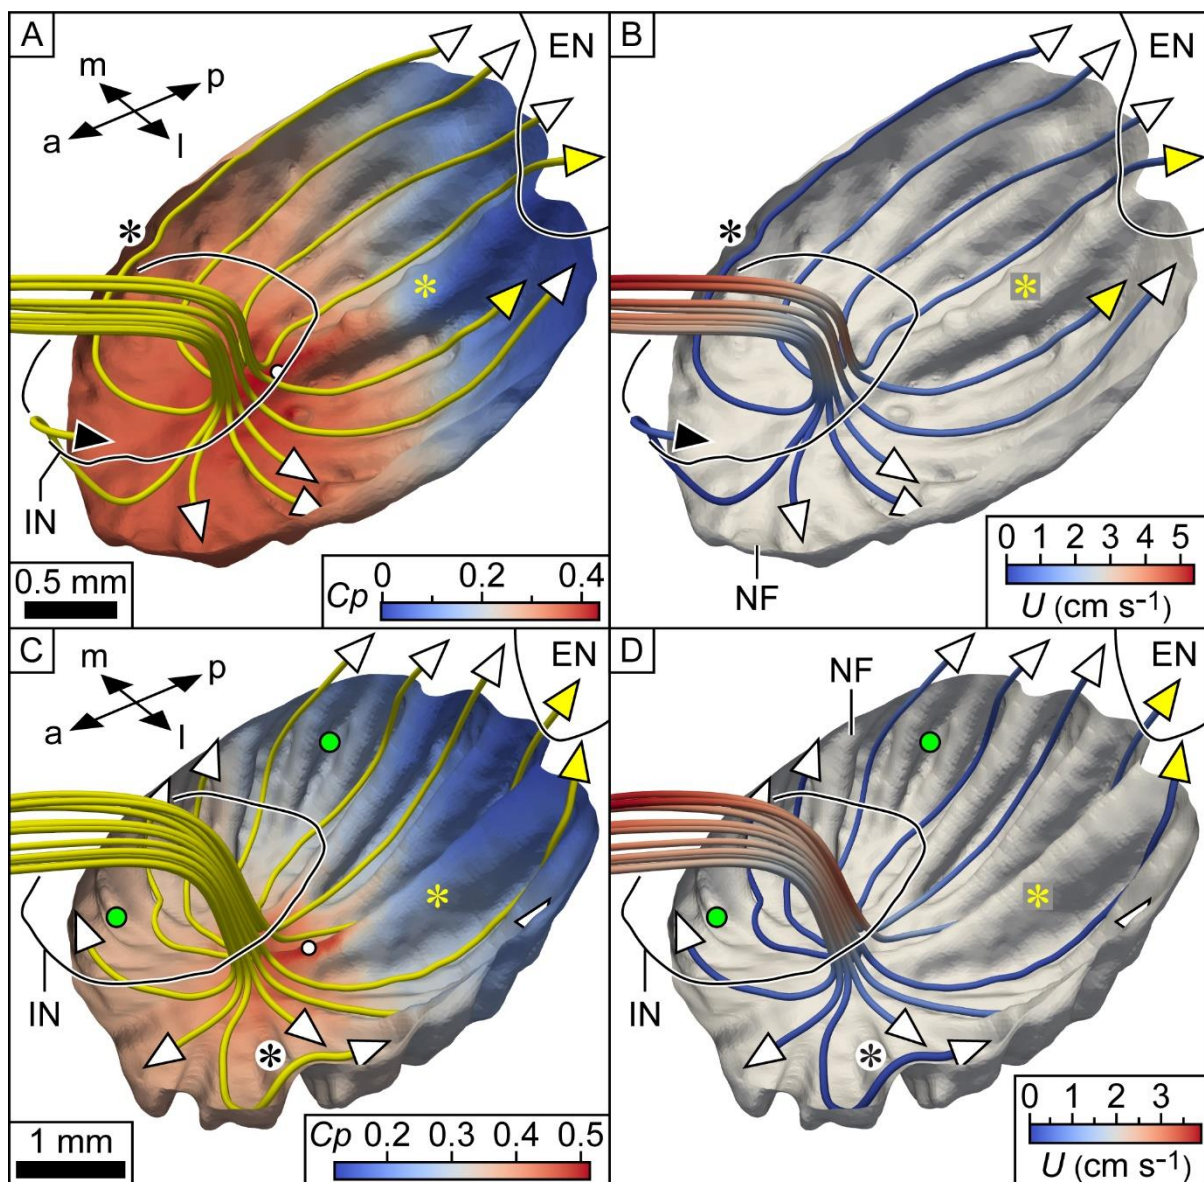 A
m
p
a
l
EN
*
*
IN
0.5 mm
0 0.2 0.4
Cp
B
EN
*
*
NF
0 1 2 3 4 5
U (cm s⁻¹)
C
m
p
a
l
EN
*
IN
*
1 mm
Cp 0.2 0.3 0.4 0.5
D
NF
EN
*
IN
*
0 1 2 3
U (cm s⁻¹)